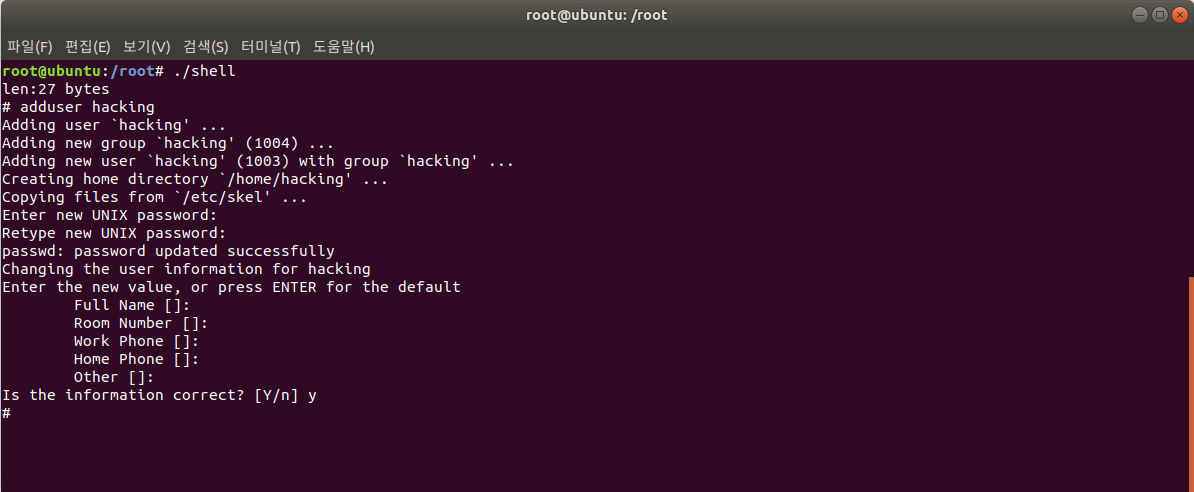 root@ubuntu: /root
파일(F) 편집(E) 보기(V) 검색(S) 터미널(T) 도움말(H)
root@ubuntu:/root# ./shell
len:27 bytes
# adduser hacking
Adding user `hacking' ...
Adding new group `hacking' (1004) ...
Adding new user `hacking' (1003) with group `hacking' ...
Creating home directory `/home/hacking' ...
Copying files from `/etc/skel' ...
Enter new UNIX password:
Retype new UNIX password:
passwd: password updated successfully
Changing the user information for hacking
Enter the new value, or press ENTER for the default
        Full Name []:
        Room Number []:
        Work Phone []:
        Home Phone []:
        Other []:
Is the information correct? [Y/n] y
#